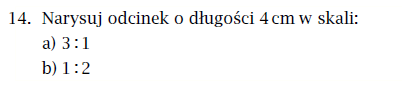 14. Narysuj odcinek o długości 4 cm w skali:
a) 3:1
b) 1:2